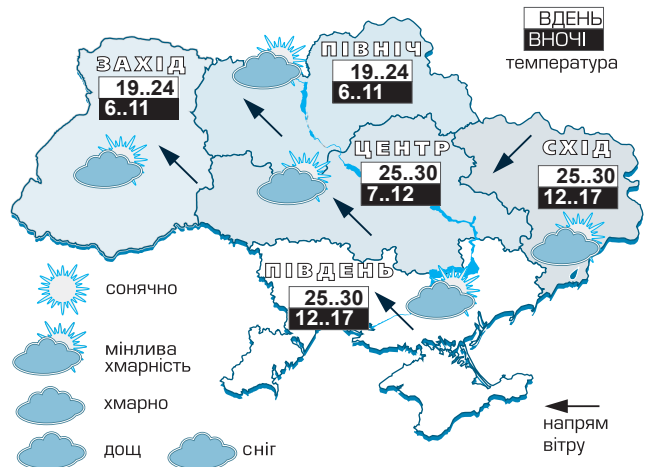 ВДЕНЬ
ВНОЧІ
температура
ПІВНІЧ
19..24
6..11
ЗАХІД
19..24
6..11
ЦЕНТР
25..30
7..12
СХІД
25..30
12..17
ПІВДЕНЬ
25..30
12..17
сонячно
мінлива
хмарність
хмарно
дощ
сніг
напрям
вітру